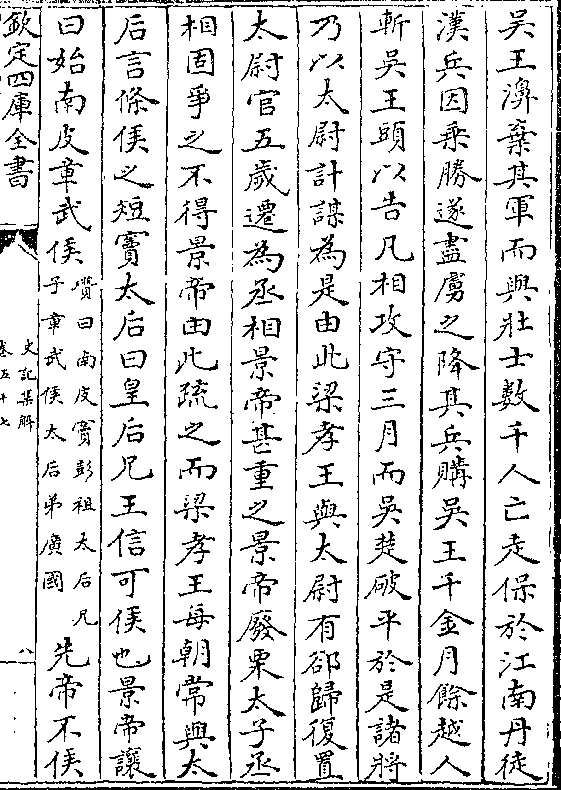 吳王濞棄其軍而與壯士數千人亡走保於江南丹徒
漢兵因乗勝遂盡虜之降其兵購吳王千金月餘越人
斬吳王頭以告凡相攻守三月而吳楚破平於是諸將
乃以太尉計謀為是由此梁孝王與太尉有郤歸復置
太尉官五歲遷為丞相景帝甚重之景帝廢栗太子丞
相固爭之不得景帝由此疏之而梁孝王每朝常與太
后言條侯之短竇太后曰皇后兄王信可侯也景帝讓
曰始南皮章武侯瓚曰南皮竇彭祖太后兄子章武侯太后弟廣國先帝不侯
欽定四庫全書
史記集解
卷五十七
八